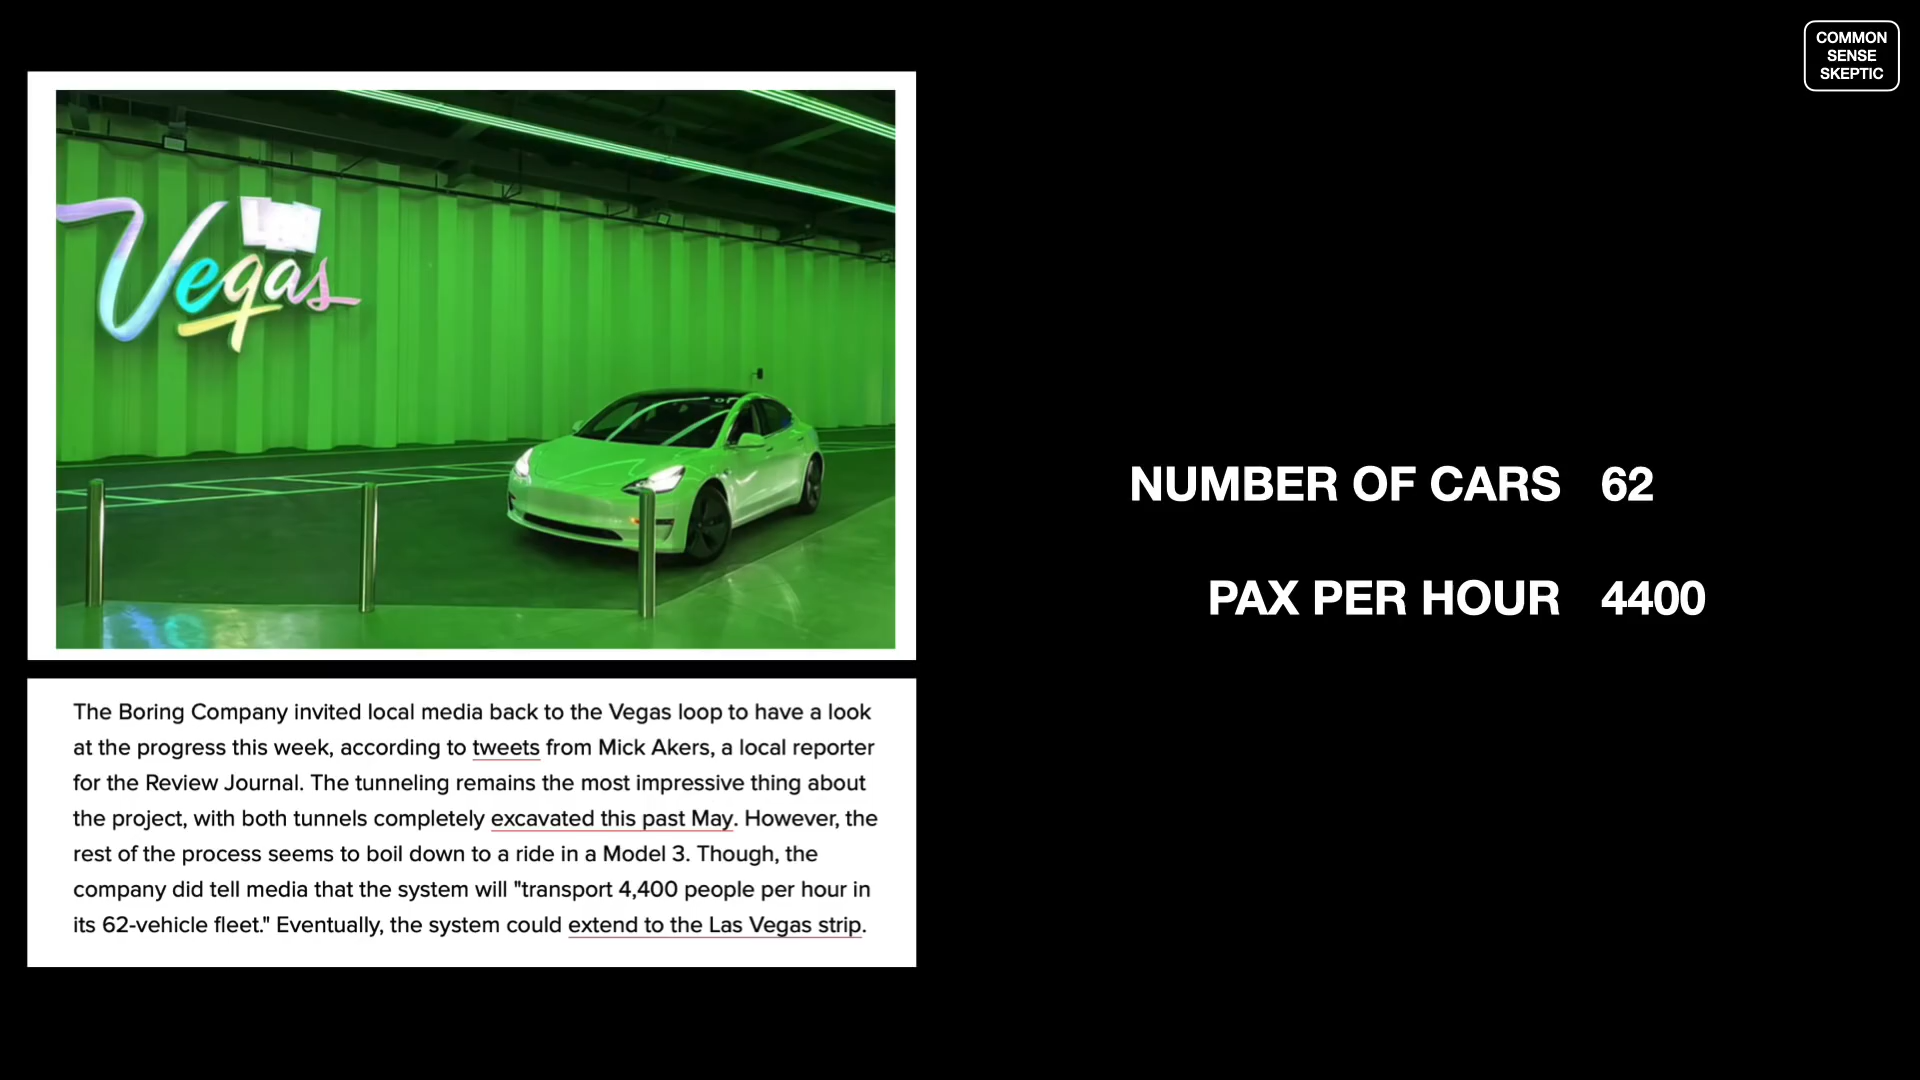 COMMON
SENSE
SKEPTIC
Vegas
The Boring Company invited local media back to the Vegas loop to have a look
at the progress this week, according to tweets from Mick Akers, a local reporter
for the Review Journal. The tunneling remains the most impressive thing about
the project, with both tunnels completely excavated this past May. However, the
rest of the process seems to boil down to a ride in a Model 3. Though, the
company did tell media that the system will "transport 4,400 people per hour in
its 62-vehicle fleet." Eventually, the system could extend to the Las Vegas strip.
NUMBER OF CARS 62
PAX PER HOUR 4400